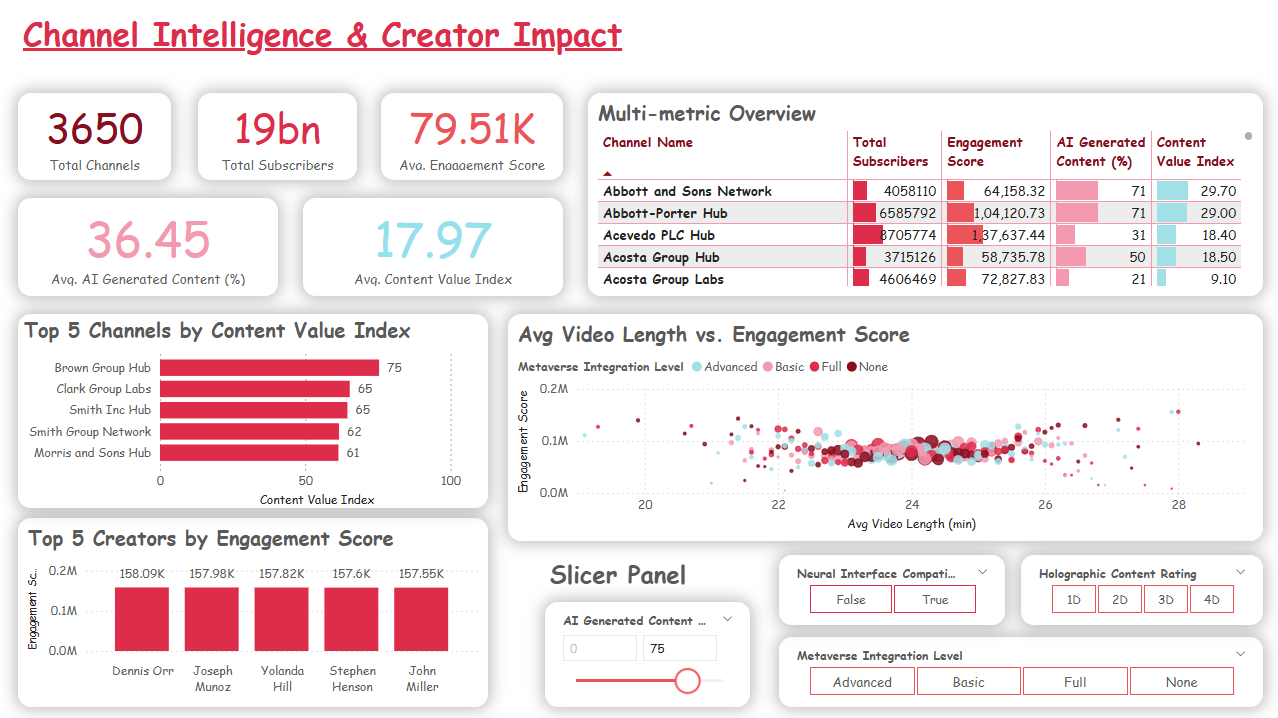 Channel Intelligence & Creator Impact
3650
Total Channels
19bn
Total Subscribers
79.51K
Avg. Engagement Score
36.45
Avg. AI Generated Content (%)
17.97
Avg. Content Value Index
Multi-metric Overview
Channel Name Total Subscribers Engagement Score AI Generated Content (%) Content Value Index
Abbott and Sons Network 4058110 64,158.32 71 29.70
Abbott-Porter Hub 6585792 1,04,120.73 71 29.00
Acevedo PLC Hub 8705774 1,37,637.44 31 18.40
Acosta Group Hub 3715126 58,735.78 50 18.50
Acosta Group Labs 4606469 72,827.83 21 9.10
Top 5 Channels by Content Value Index
Brown Group Hub 75
Clark Group Labs 65
Smith Inc Hub 65
Smith Group Network 62
Morris and Sons Hub 61
0 50 100
Content Value Index
Avg Video Length vs. Engagement Score
Metaverse Integration Level Advanced Basic Full None
Engagement Score
0.2M
0.1M
0.0M
20 22 24 26 28
Avg Video Length (min)
Top 5 Creators by Engagement Score
Engagement Sc..
0.2M
0.1M
0.0M
158.09K 157.98K 157.82K 157.6K 157.55K
Dennis Orr Joseph Munoz Yolanda Hill Stephen Henson John Miller
Slicer Panel
AI Generated Content ...
0 75
Neural Interface Compati...
False True
Holographic Content Rating
1D 2D 3D 4D
Metaverse Integration Level
Advanced Basic Full None